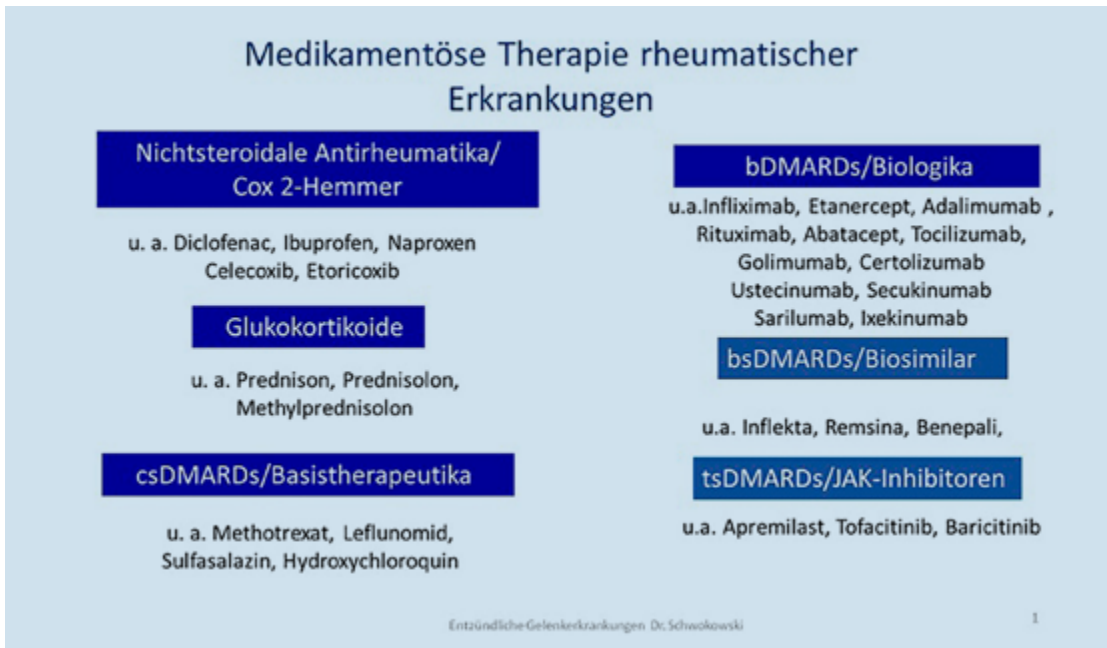 Medikamentöse Therapie rheumatischer
Erkrankungen
Nichtsteroidale Antirheumatika/
Cox 2-Hemmer
u. a. Diclofenac, Ibuprofen, Naproxen
Celecoxib, Etoricoxib
Glukokortikoide
u. a. Prednison, Prednisolon,
Methylprednisolon
csDMARDs/Basistherapeutika
u. a. Methotrexat, Leflunomid,
Sulfasalazin, Hydroxychloroquin
bDMARDs/Biologika
u.a.Infliximab, Etanercept, Adalimumab ,
Rituximab, Abatacept, Tocilizumab,
Golimumab, Certolizumab
Ustecinumab, Secukinumab
Sarilumab, Ixekinumab
bsDMARDs/Biosimilar
u.a. Inflekta, Remsina, Benepali,
tsDMARDs/JAK-Inhibitoren
u.a. Apremilast, Tofacitinib, Baricitinib
Entzündliche Gelenkerkrankungen Dr. Schwokowski
1